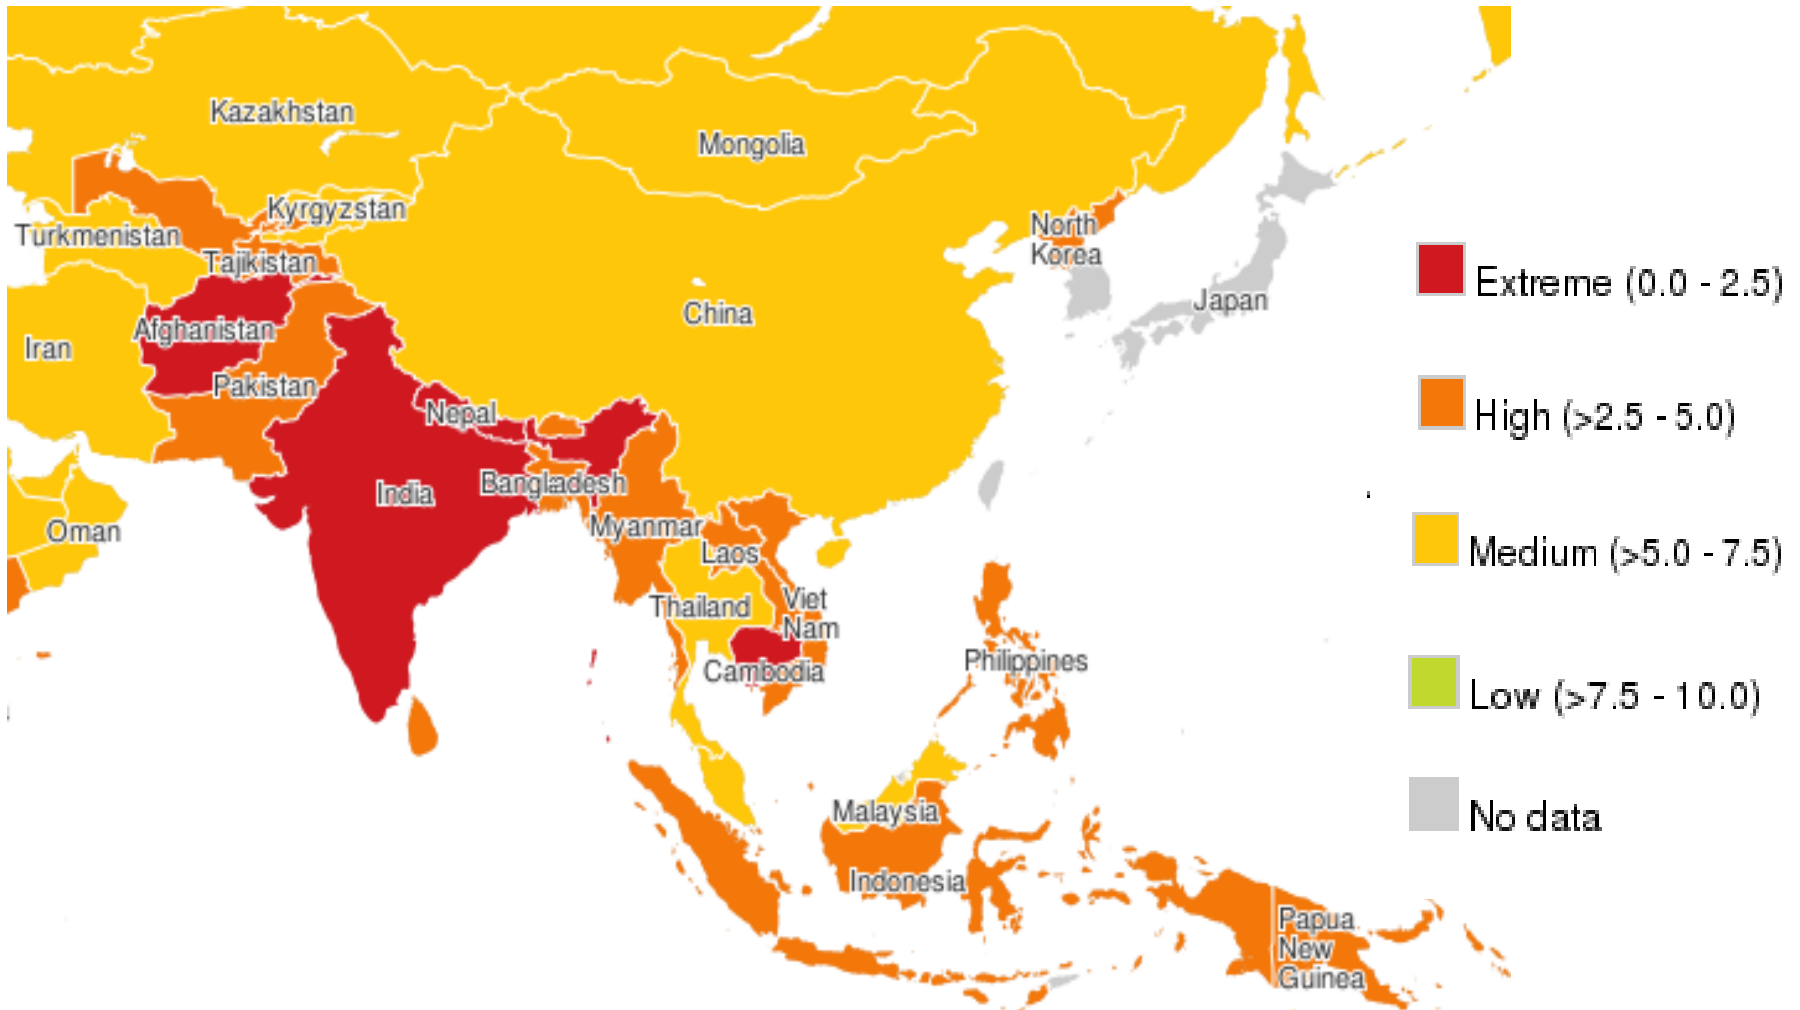 Kazakhstan
Mongolia
Kyrgyzstan
Turkmenistan
Tajikistan
North
Korea
Japan
China
Afghanistan
Iran
Pakistan
Nepal
India
Bangladesh
Oman
Myanmar
Laos
Thailand
Viet
Nam
Cambodia
Philippines
Malaysia
Indonesia
Papua
New
Guinea
Extreme (0.0 - 2.5)
High (>2.5 - 5.0)
Medium (>5.0 - 7.5)
Low (>7.5 - 10.0)
No data